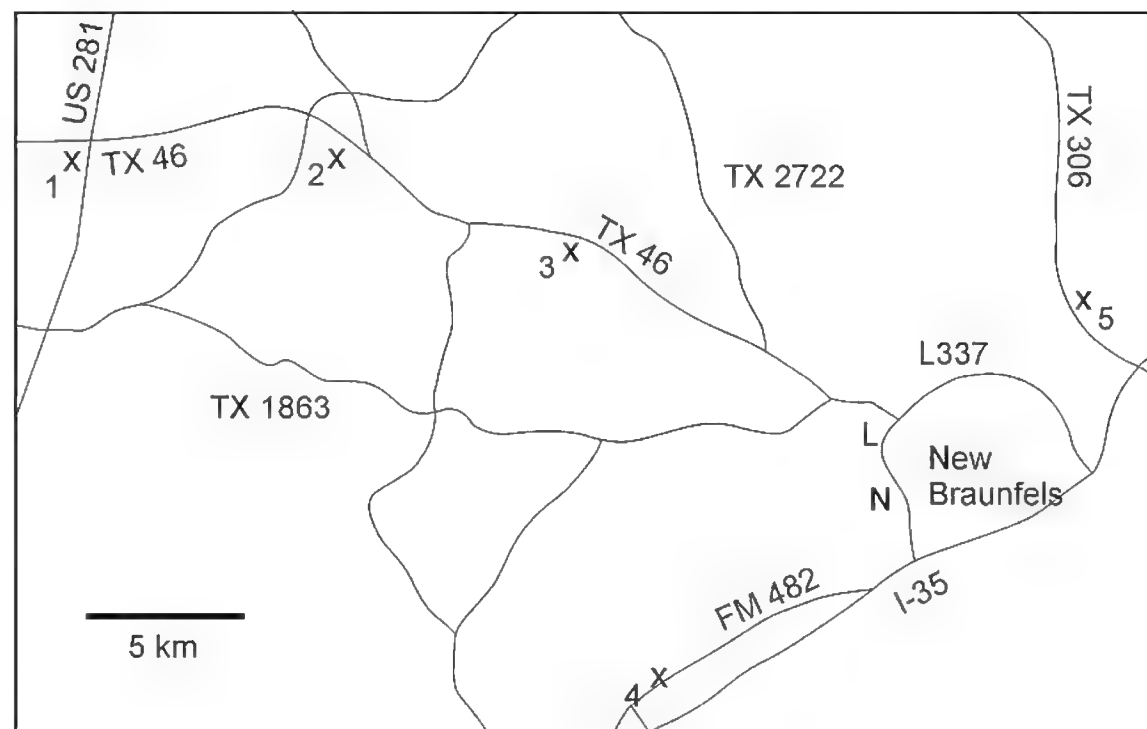 US 281
TX 46
X
1
2 X
TX 2722
TX 306
3 X
TX 46
X 5
L337
TX 1863
L
New
Braunfels
N
FM 482
I-35
5 km
4 X